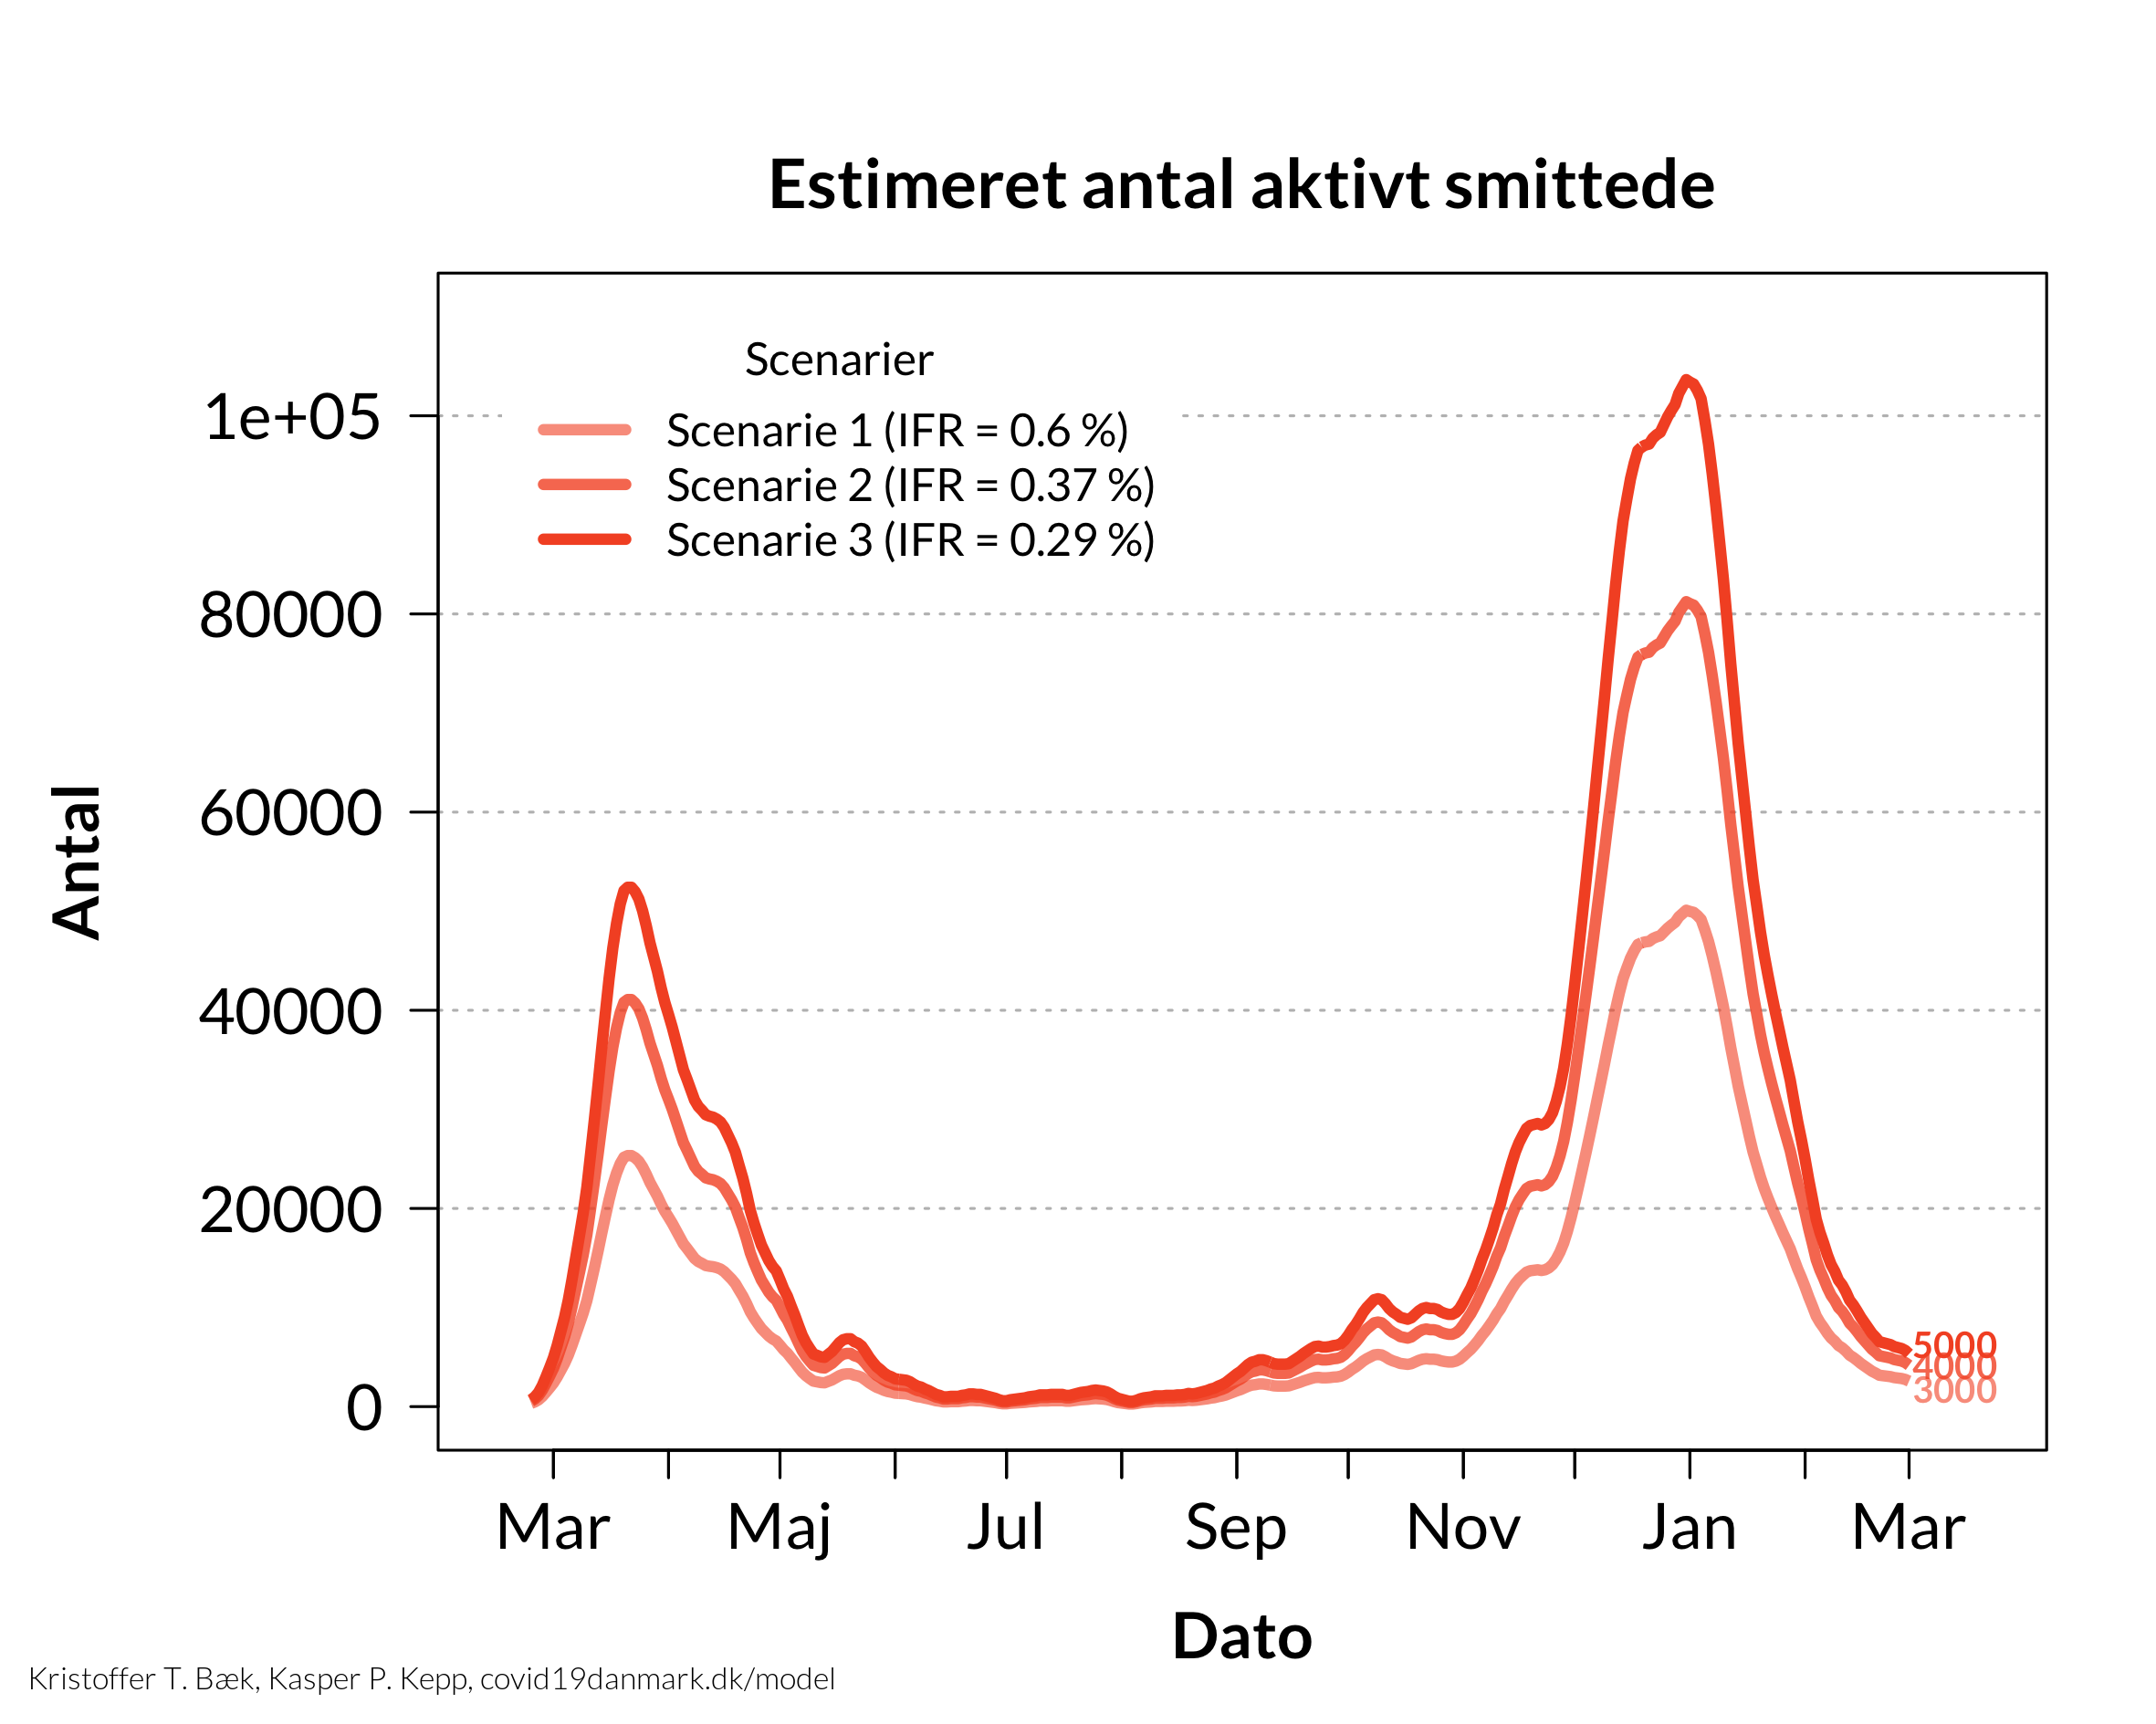 Estimeret antal aktivt smittede
Scenarier
Scenarie 1 (IFR = 0.6 %)
Scenarie 2 (IFR = 0.37 %)
Scenarie 3 (IFR = 0.29 %)
1e+05
80000
60000
40000
20000
0
Antal
5000
4000
3000
Mar Maj Jul Sep Nov Jan Mar
Dato
Kristoffer T. Bæk, Kasper P. Kepp, covid19danmark.dk/model